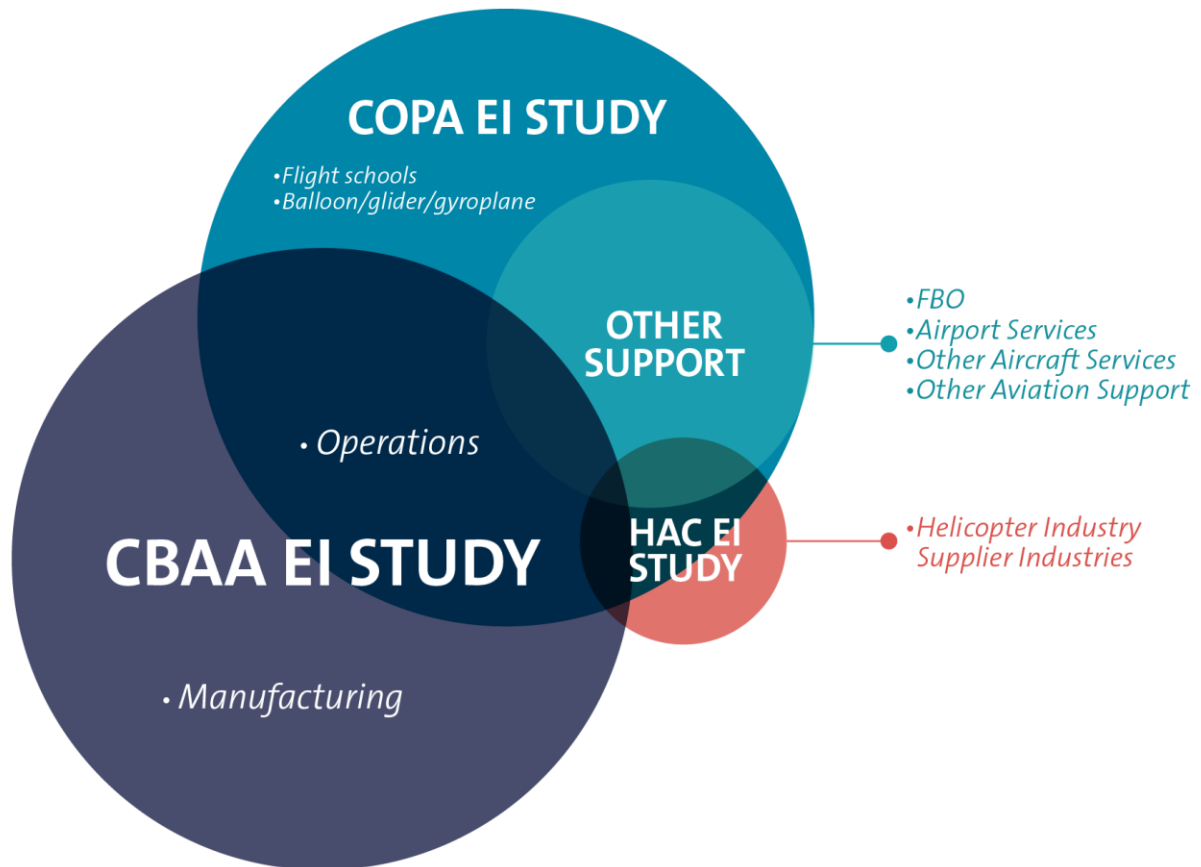 COPA EI STUDY
•Flight schools
•Balloon/glider/gyroplane
OTHER
SUPPORT
•FBO
•Airport Services
•Other Aircraft Services
•Other Aviation Support
• Operations
CBAA EI STUDY
HAC EI
STUDY
•Helicopter Industry
Supplier Industries
• Manufacturing